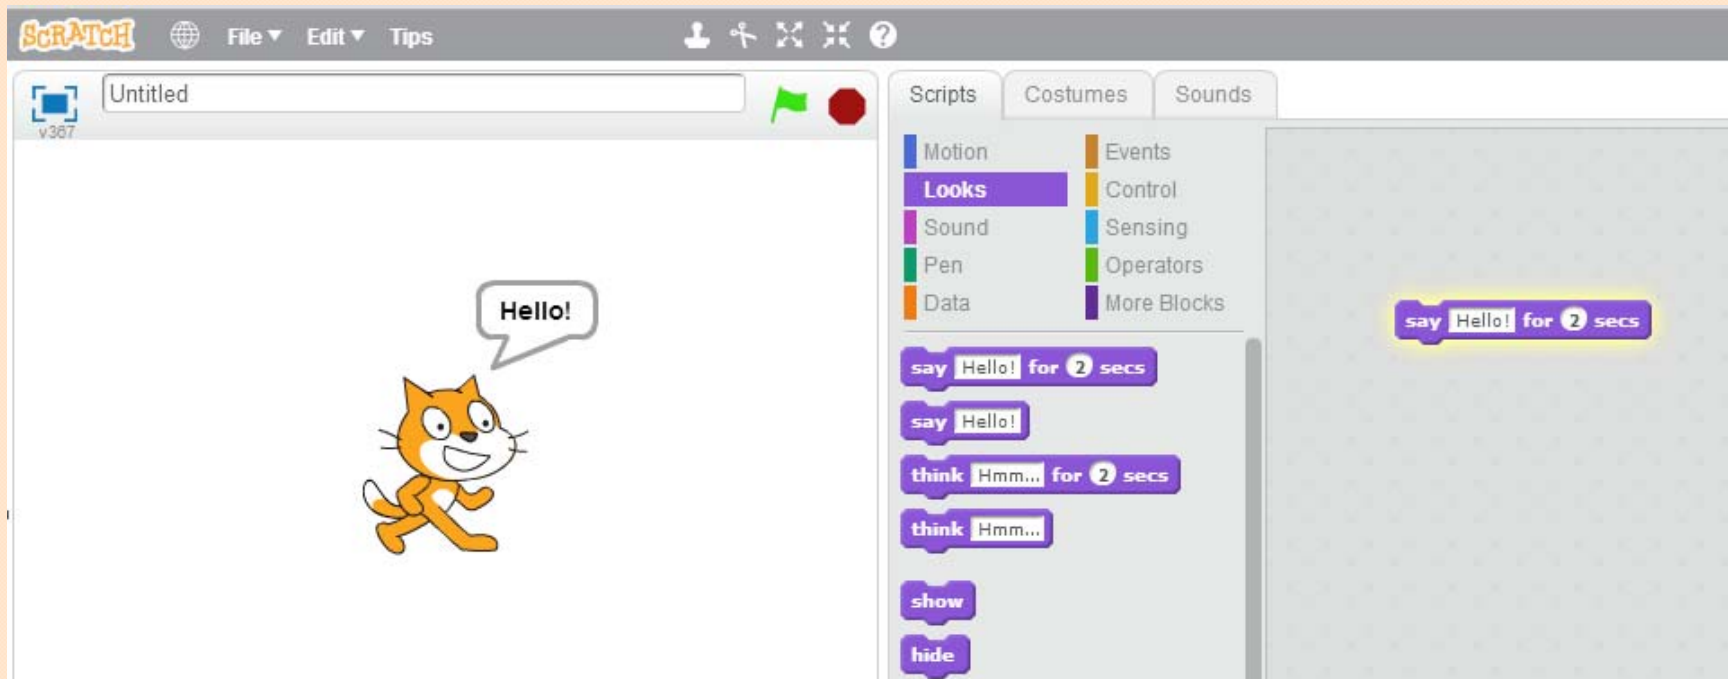 SCRATCH File Edit Tips
Untitled
v367
Hello!
Scripts Costumes Sounds
Motion Events
Looks Control
Sound Sensing
Pen Operators
Data More Blocks
say Hello! for 2 secs
say Hello!
think Hmm... for 2 secs
think Hmm...
show
hide
say Hello! for 2 secs